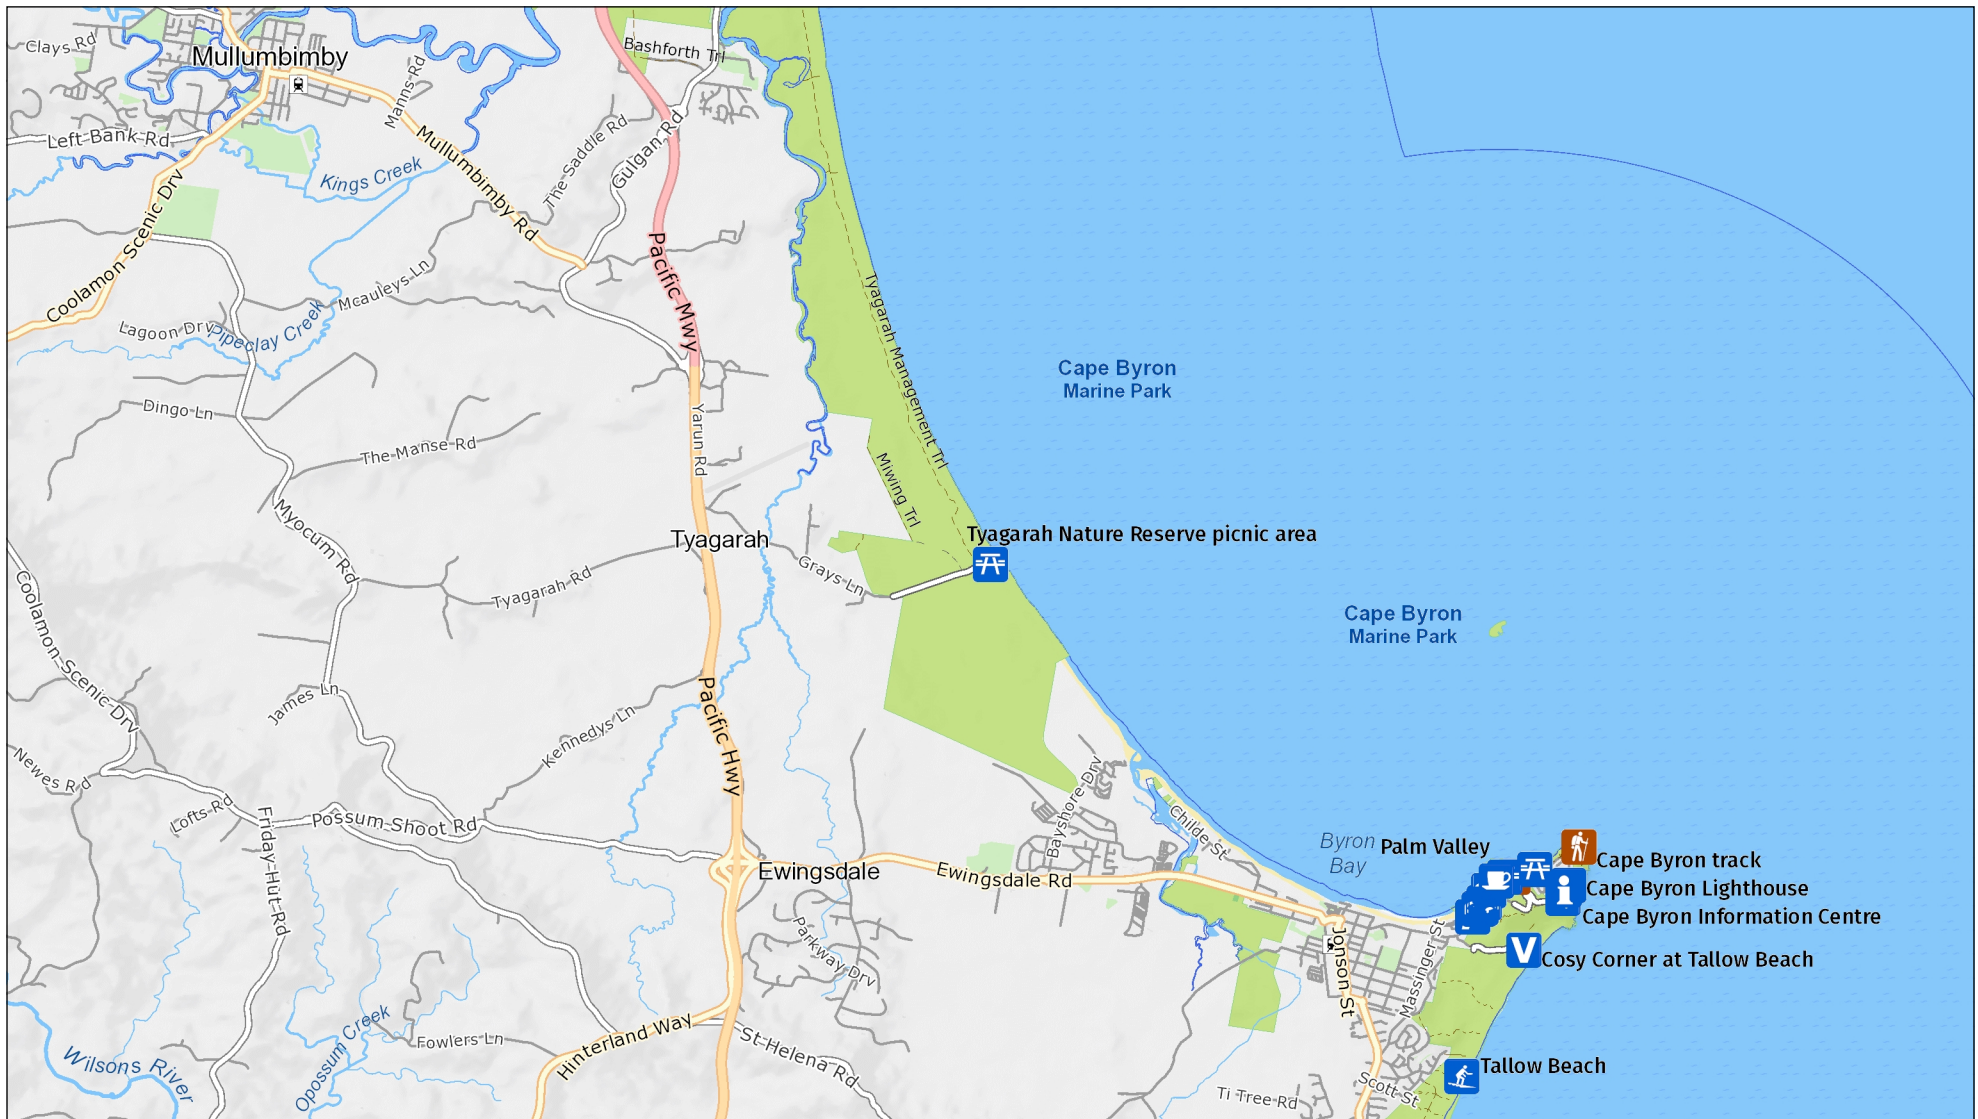 Clays Rd
Mullumbimby
Bashforth Trl
Manns Rd
Left Bank Rd
Mullumbimby Rd
The Saddle Rd
Gulgan Rd
Kings Creek
Coolamon Scenic Drv
Pacific Mwy
Mcauleys Ln
Lagoon Drv
Pipeclay Creek
Tyagarah Management Trl
Cape Byron
Marine Park
Dingo Ln
Yarun Rd
The Manse Rd
Miwing Trl
Myocum Rd
Tyagarah
Tyagarah Nature Reserve picnic area
Grays Ln
Tyagarah Rd
Coolamon Scenic Drv
Cape Byron
Marine Park
James Ln
Kennedys Ln
Pacific Hwy
Newes Rd
Lofts Rd
Friday Hut Rd
Possum Shoot Rd
Bayshore Drv
Childe St
Byron
Bay
Palm Valley
Cape Byron track
Ewingsdale
Ewingsdale Rd
Cape Byron Lighthouse
Cape Byron Information Centre
Parkway Drv
Jonson St
Massinger St
V
Cosy Corner at Tallow Beach
Wilsons River
Opossum Creek
Fowlers Ln
Hinterland Way
St Helena Rd
Tallow Beach
Scott St
Ti Tree Rd